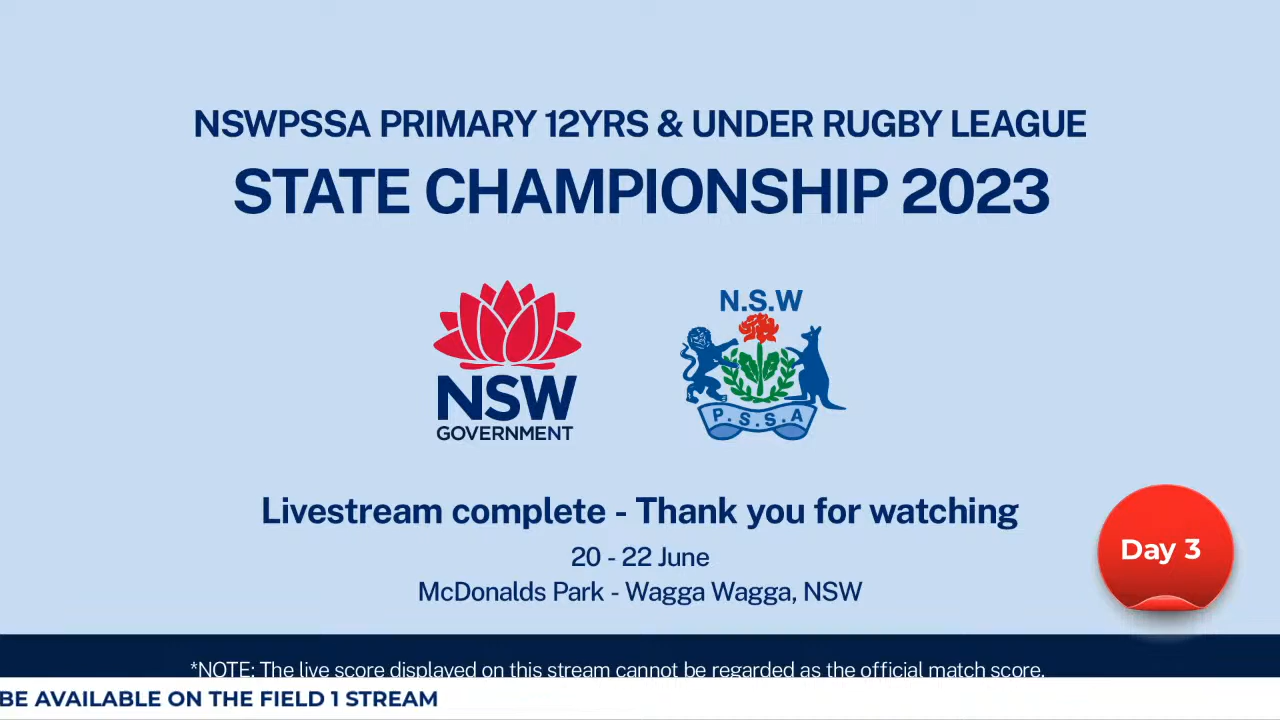 NSWPSSA PRIMARY 12YRS & UNDER RUGBY LEAGUE
STATE CHAMPIONSHIP 2023
NSW
GOVERNMENT
N.S.W
P.S.S.A
Livestream complete - Thank you for watching
20 - 22 June
McDonalds Park - Wagga Wagga, NSW
Day 3
*NOTE: The live score displayed on this stream cannot be regarded as the official match score.
BE AVAILABLE ON THE FIELD 1 STREAM